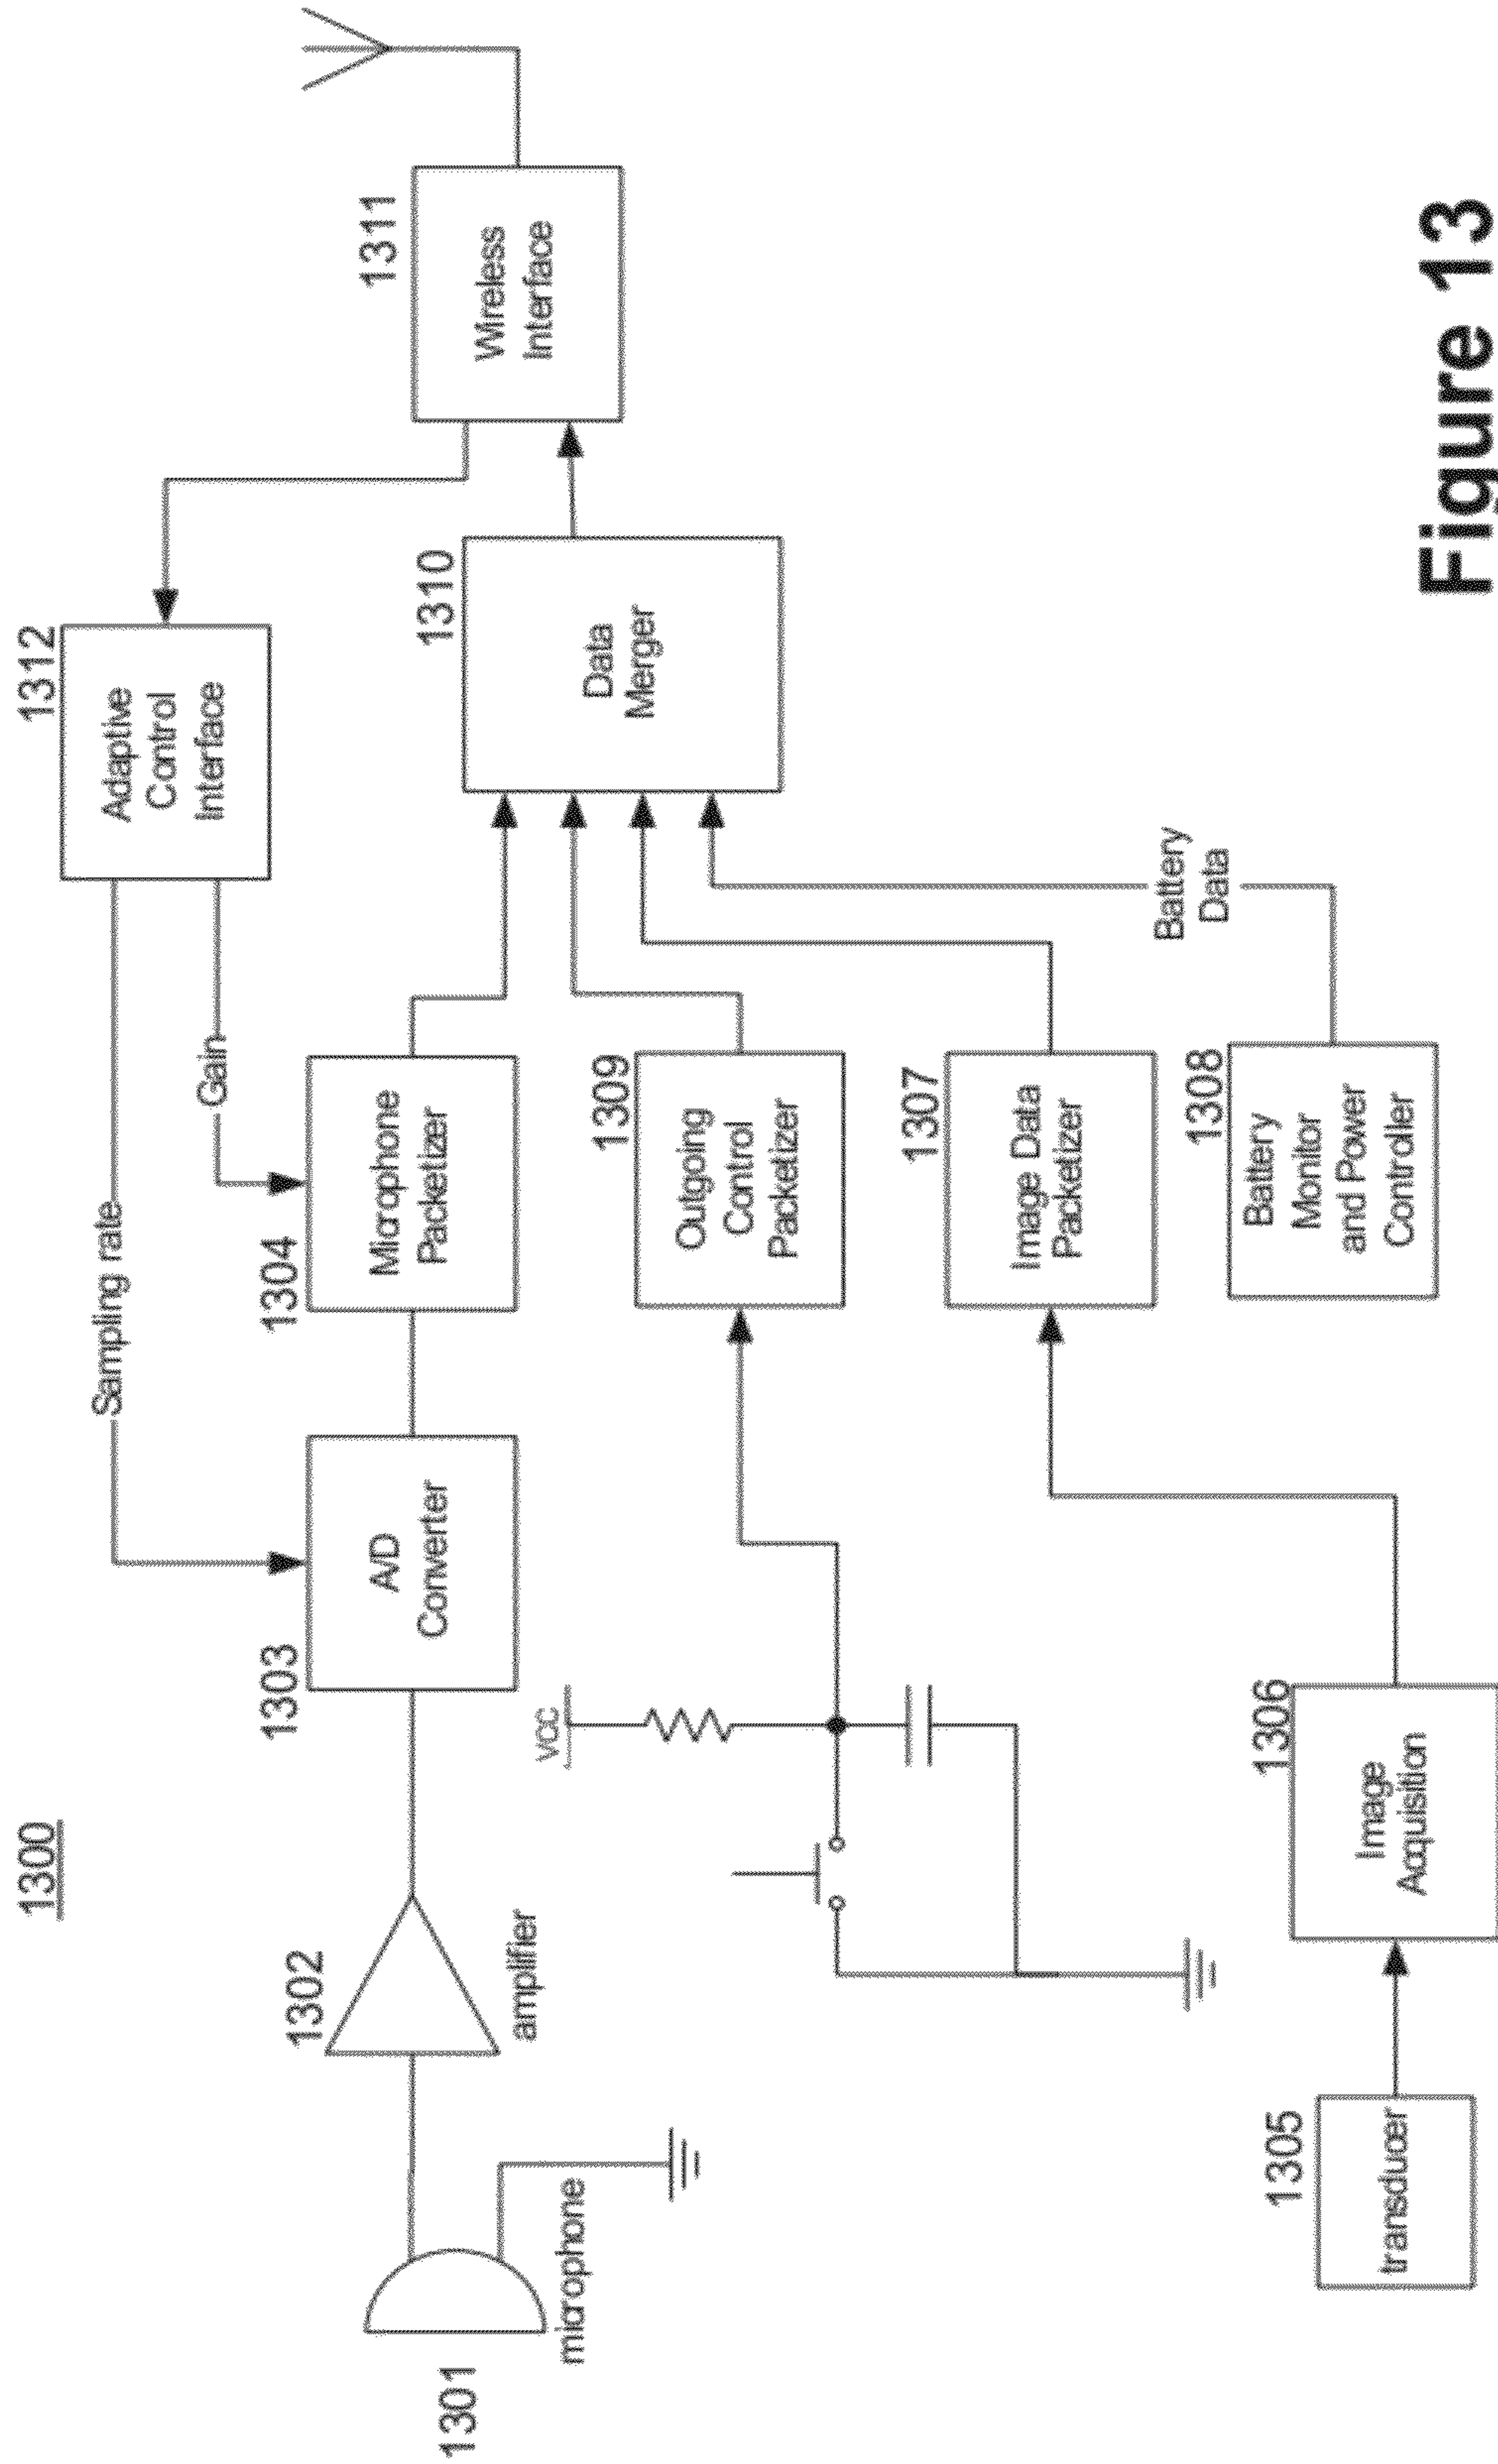 1300
1312
Adaptive
Control
Interface
Sampling rate
Gain
1311
Wireless
Interface
1301
microphone
1302
amplifier
1303
A/D
Converter
1304
Microphone
Packetizer
1310
Data
Merger
VCC
1309
Outgoing
Control
Packetizer
1307
Image Data
Packetizer
Battery
Data
1305
transducer
1306
Image
Acquisition
1308
Battery
Monitor
and Power
Controller
Figure 13